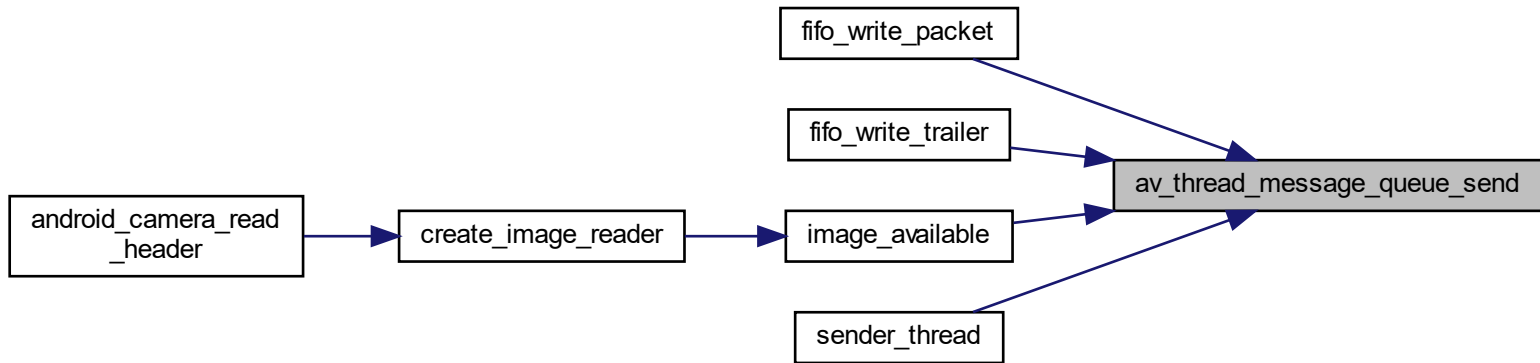 fifo_write_packet
fifo_write_trailer
av_thread_message_queue_send
android_camera_read
_header
create_image_reader
image_available
sender_thread